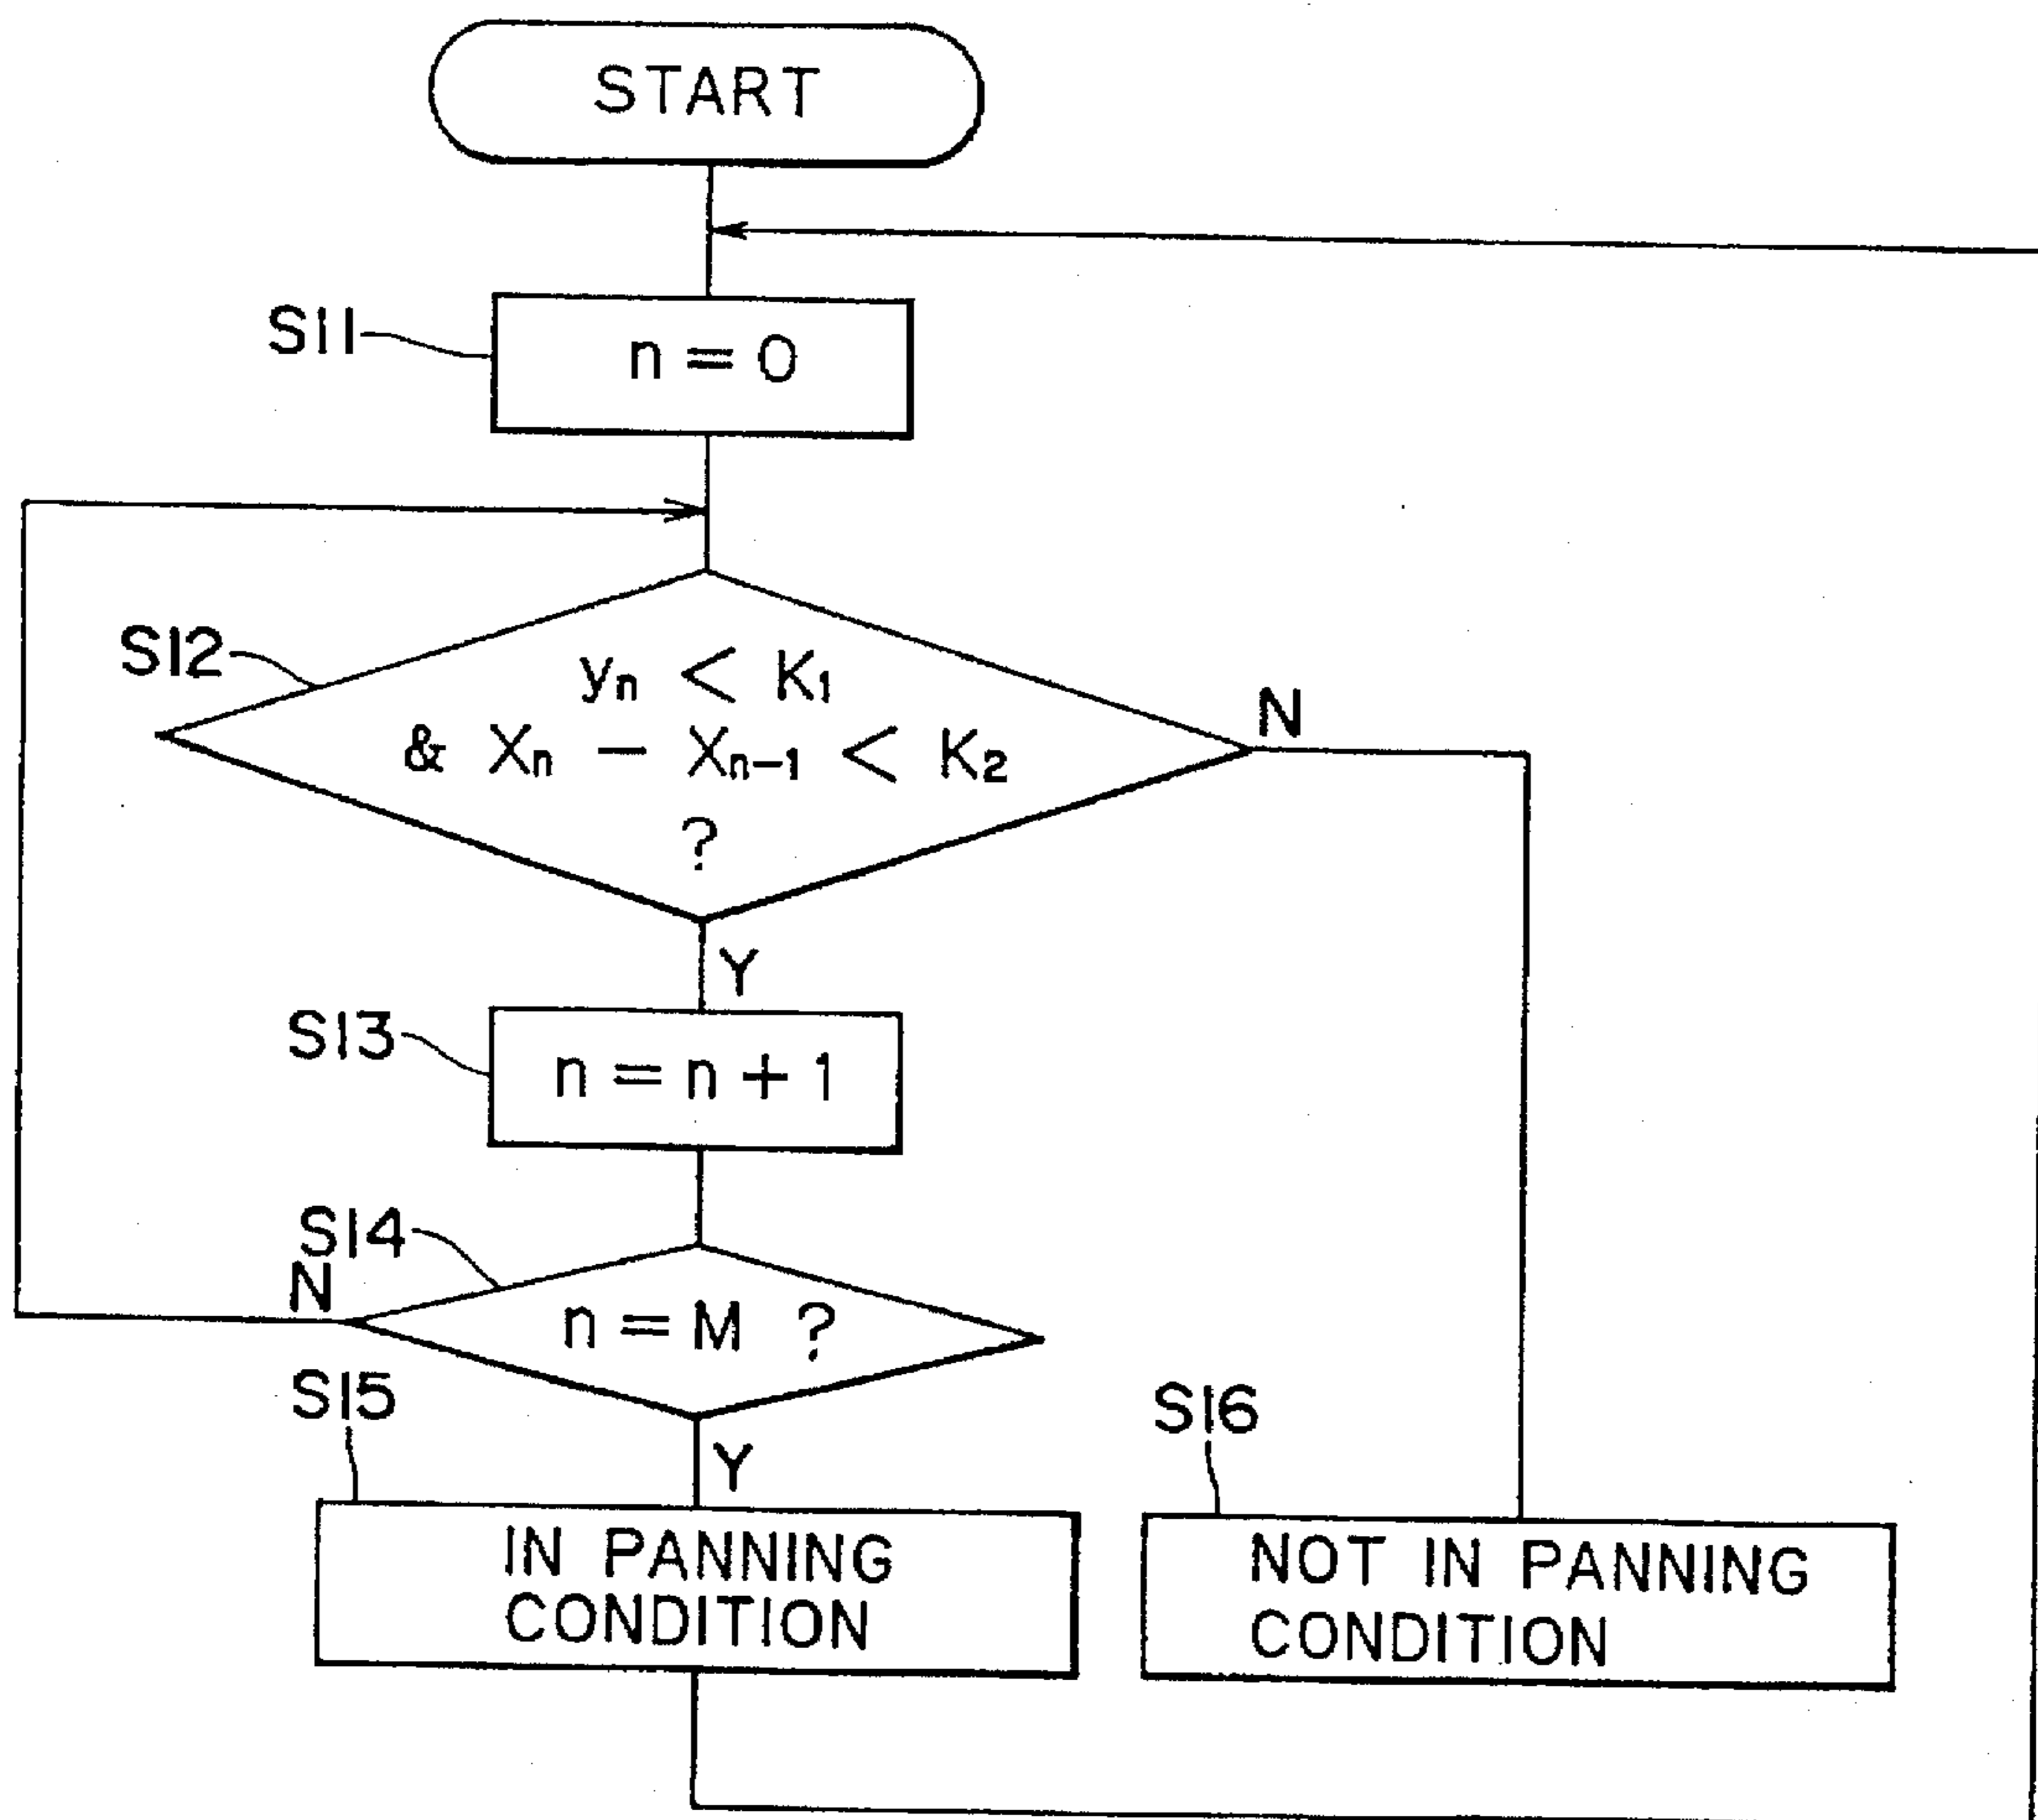 START
S11
n = 0
S12
yₙ < K₁
& Xₙ − Xₙ₋₁ < K₂
?
N
Y
S13
n = n + 1
S14
N
n = M ?
S15
Y
IN PANNING
CONDITION
S16
NOT IN PANNING
CONDITION